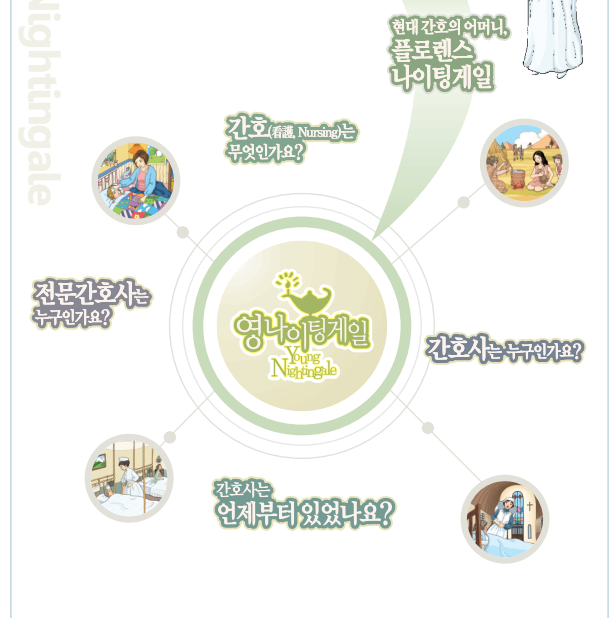 Nightingale
현대 간호의 어머니,
플로렌스
나이팅게일
간호(看護, Nursing)는
무엇인가요?
전문간호사는
누구인가요?
영나이팅게일
Young
Nightingale
간호사는 누구인가요?
간호사는
언제부터 있었나요?